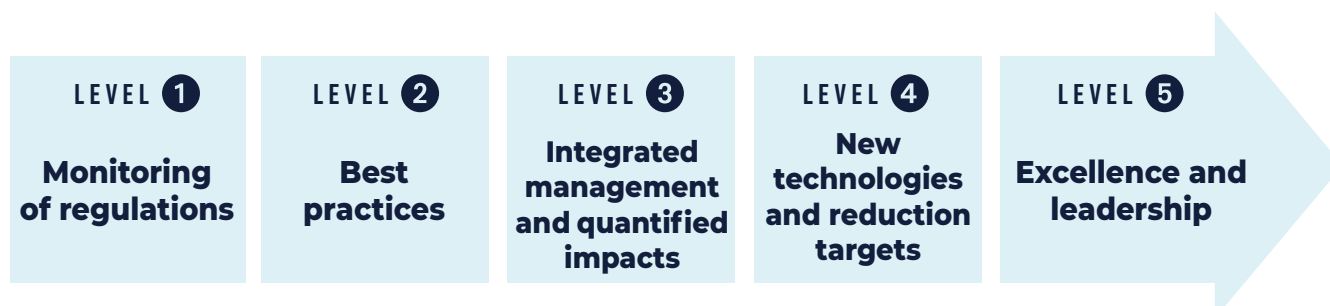 LEVEL 1
Monitoring
of regulations
LEVEL 2
Best
practices
LEVEL 3
Integrated
management
and quantified
impacts
LEVEL 4
New
technologies
and reduction
targets
LEVEL 5
Excellence and
leadership